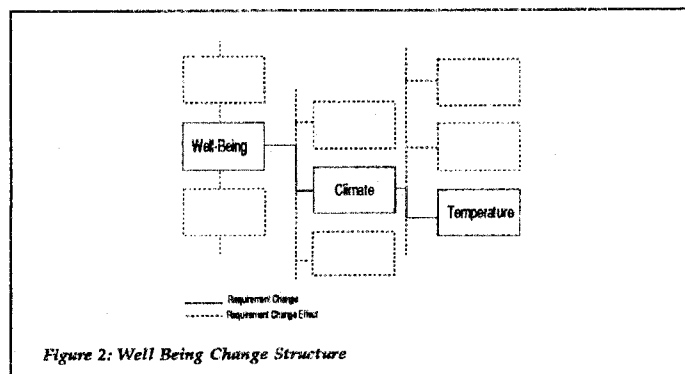 Well-Being
Climate
Temperature
Requirement Change
Requirement Change Effect
Figure 2: Well Being Change Structure